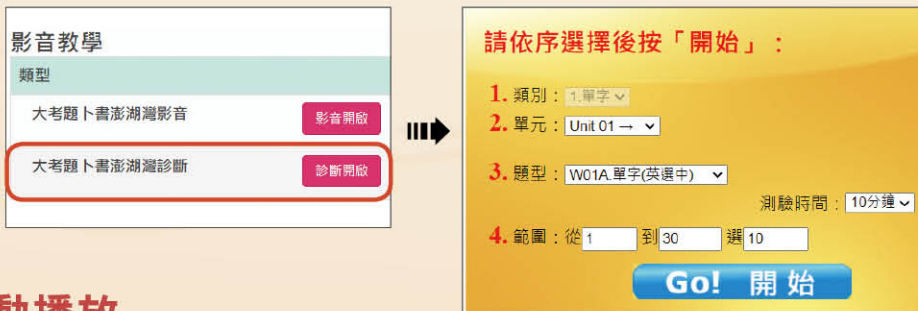 影音教學
類型
大考題卜書澎湖灣影音
影音開啟
大考題卜書澎湖灣診斷
診斷開啟
請依序選擇後按「開始」：
1. 類別：1.單字
2. 單元：Unit 01 →
3. 題型：W01A.單字(英選中)
測驗時間：10分鐘
4. 範圍：從 1 到 30 選 10
Go! 開始
動播放